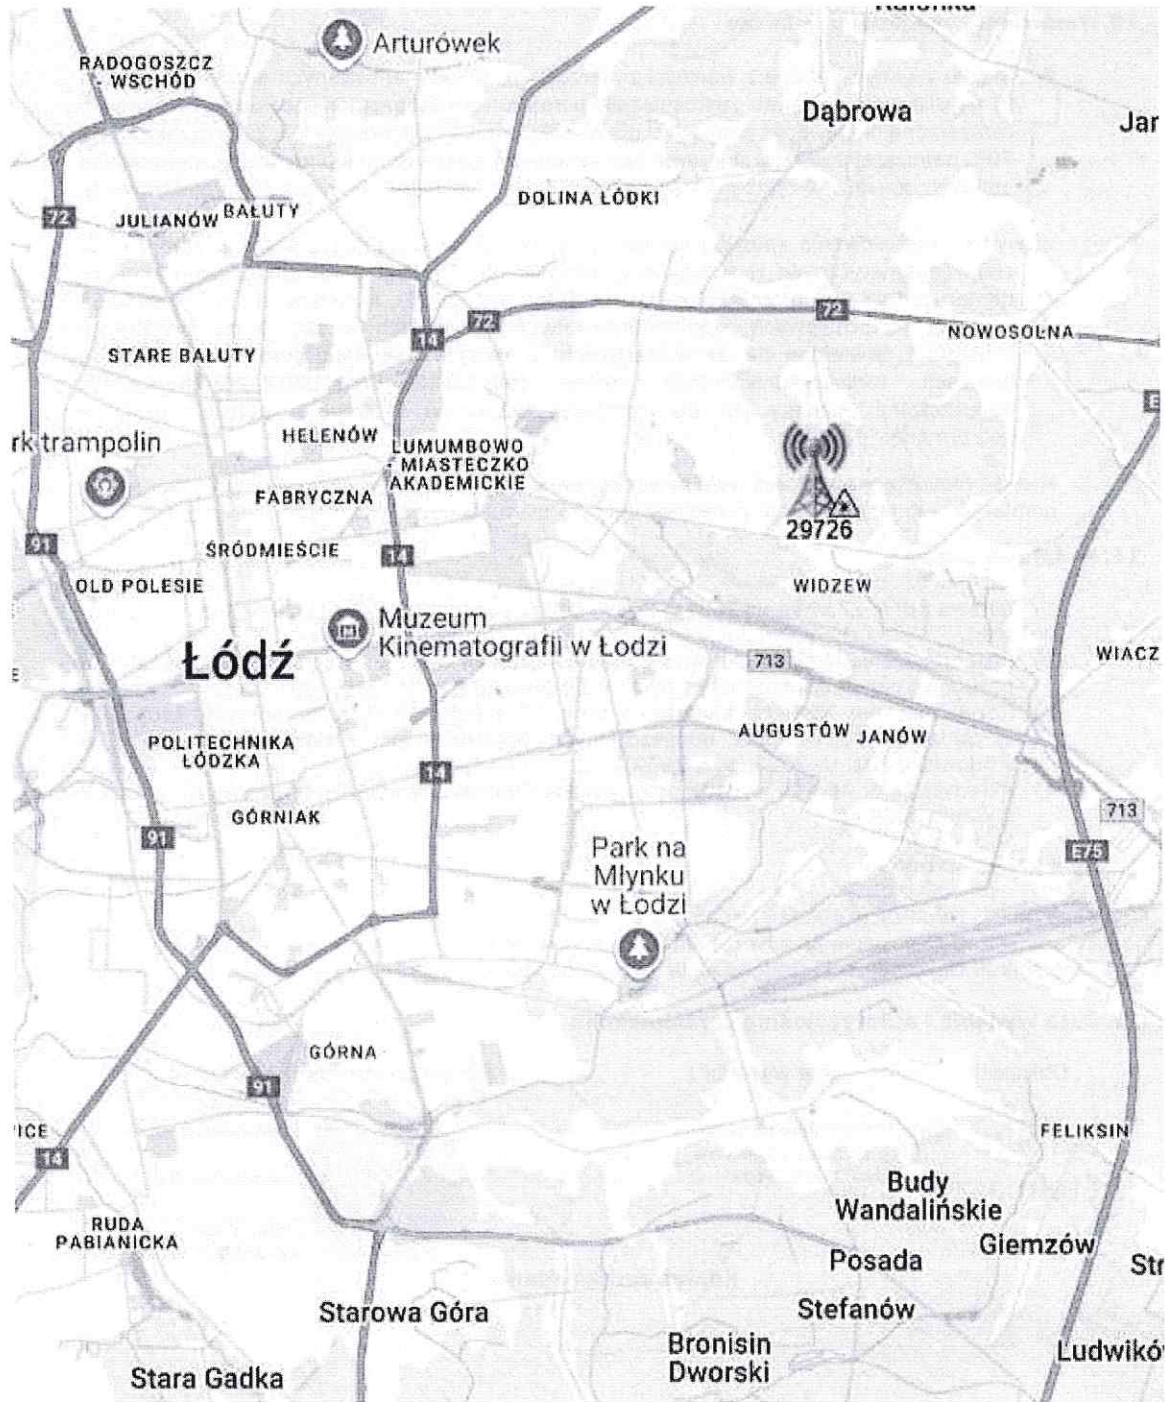 Arturówek
RADOGOSZCZ
- WSCHÓD
Dąbrowa
Jar
DOLINA ŁÓDKI
72
JULIANÓW
BAŁUTY
72
72
14
NOWOSOLNA
STARE BAŁUTY
E
HELENÓW
rk trampolin
LUMUMBOWO
- MIASTECZKO
AKADEMICKIE
FABRYCZNA
29726
91
ŚRÓDMIEŚCIE
14
OLD POLESIE
WIDZEW
Muzeum
Kinematografii w Łodzi
Łódź
713
WIACZ
E
AUGUSTÓW
JANÓW
POLITECHNIKA
ŁÓDZKA
14
GÓRNIAK
713
91
E75
Park na
Młynku
w Łodzi
GÓRNA
91
ICE
14
FELIKSIN
Budy
Wandalińskie
RUDA
PABIANICKA
Giemzów
Posada
Str
Starowa Góra
Stefanów
Bronisin
Dworski
Ludwikó
Stara Gadka